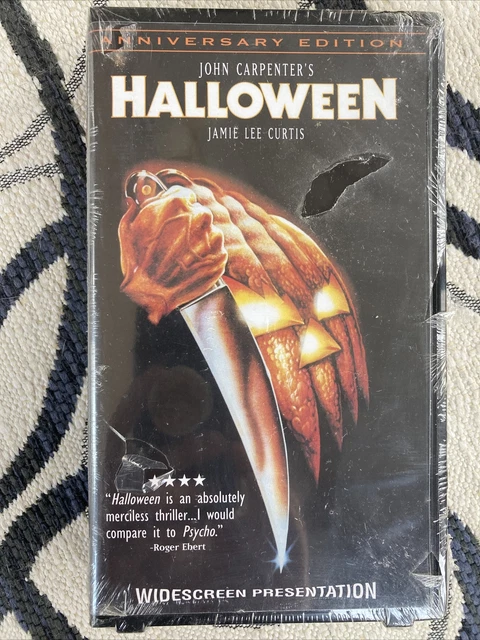 ANNIVERSARY EDITION
JOHN CARPENTER'S
HALLOWEEN
JAMIE LEE CURTIS
★★★★
"Halloween is an absolutely
merciless thriller...I would
compare it to Psycho."
-Roger Ebert
WIDESCREEN PRESENTATION